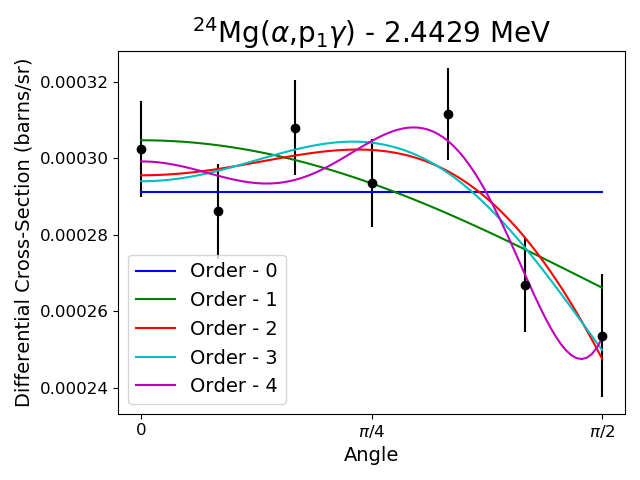 ²⁴Mg(α,p₁γ) - 2.4429 MeV
Differential Cross-Section (barns/sr)
0.00032
0.00030
0.00028
0.00026
0.00024
Order - 0
Order - 1
Order - 2
Order - 3
Order - 4
0
π/4
π/2
Angle